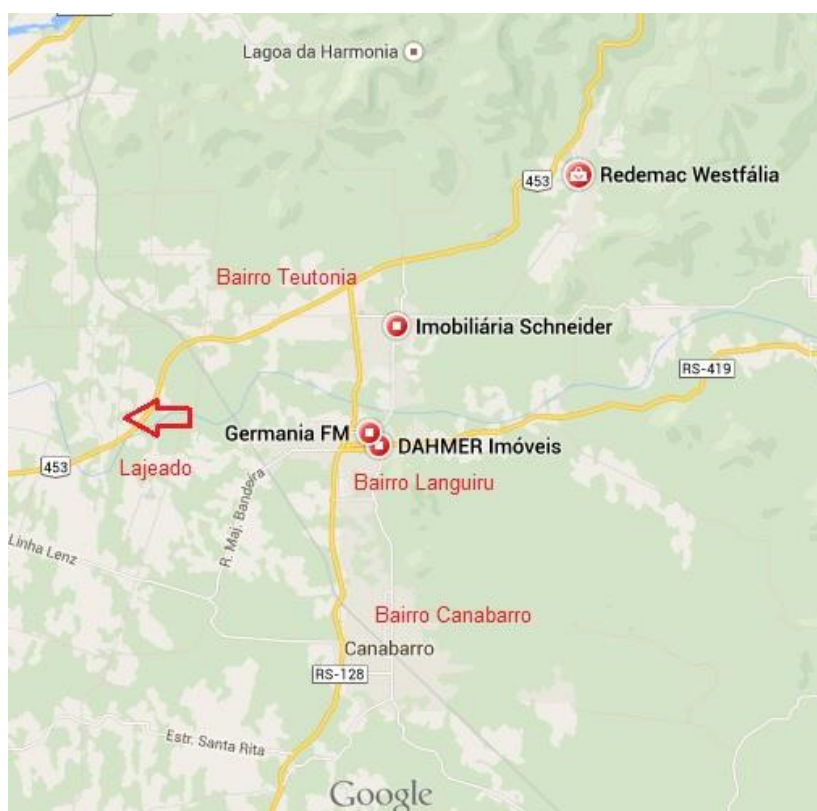 Lagoa da Harmonia
453
Redemac Westfália
Bairro Teutonia
Imobiliária Schneider
RS-419
Germania FM
DAHMER Imóveis
453
Lajeado
Bairro Languiru
R. Maj. Bandeira
Linha Lenz
Bairro Canabarro
Canabarro
RS-128
Estr. Santa Rita
Google